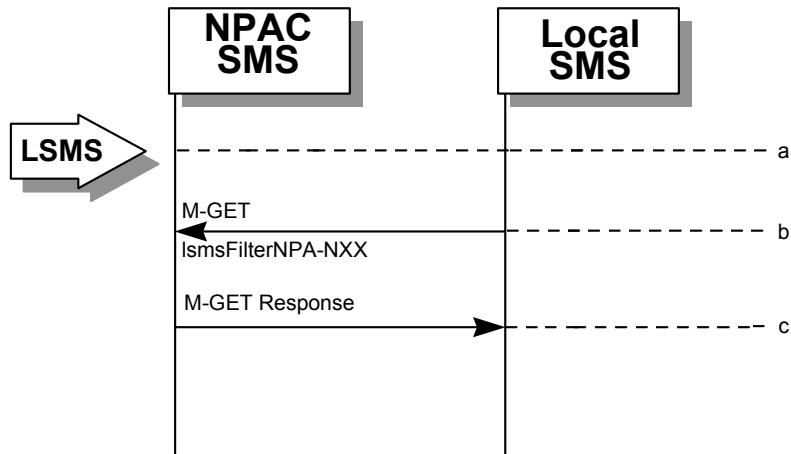 NPAC
SMS
Local
SMS
LSMS
a
M-GET
b
lsmsFilterNPA-NXX
M-GET Response
c